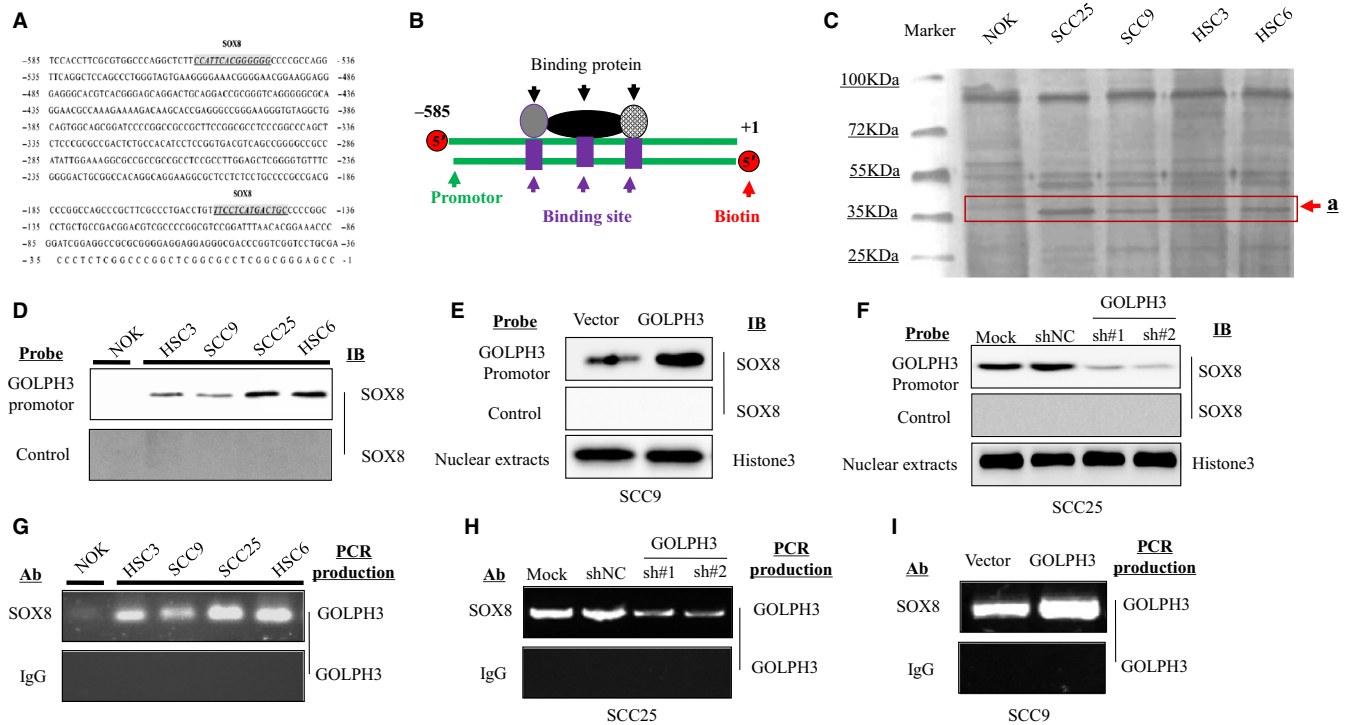 A
SOX8
-585 TCCACCTTCGCGTGGCCCAGGCTCTTCCATTCACGGGGGGCCCCGCCAGG -536
-535 TTCAGGCTCCAGCCCTGGGTAGTGAAGGGGAAACGGGGAACGGAAGGAGG -486
-485 GAGGGCACGTCACGGGAGCAGGACTGCAGGACCGCGGGTCAGGGGGGCGCA -436
-435 GGAACGCCAAAGAAAAGACAAGCACCGAGGGCCGGGAAGGGTGTAGGCTG -386
-385 CAGTGGCAGCGGATCCCCGGCCGCCGCTTCCGGCGCCTCCCGGCCCAGCT -336
-335 CTCCCGCGCCGACTCTGCCACATCCTCCCGGTGACGTCAGCCGGGGCCGCC -286
-285 ATATTGGAAAGGCGCCGCCGCCGCCTCCGCCTTGGAGCTCGGGGTGTTTC -236
-235 GGGGACTGCGGCCACAGGCAGGAAGGCGCTCCTCTCCTGCCCCGCCGACG -186
SOX8
-185 CCCGGCCAGCCCGCTTCGCCCTGACCTGTTTCCTCATGACTGCCCCCGGC -136
-135 CCTGCTGCCGACGGACGTCGCCCCGGCGTCCGGATTTAACACGGAAACCC -86
-85 GGATCGGAGGCCGCGCGGGGAGGAGGAGGGCGACCCGGTCGGTCCTGCGA -36
-35 CCCTCTCGGCCCGGCTCGGCGCCTCGGCGGGAGCC -1
B
Binding protein
-585
+1
5'
5'
Promotor
Binding site
Biotin
C
Marker NOK SCC25 SCC9 HSC3 HSC6
100KDa
72KDa
55KDa
35KDa
a
25KDa
D
Probe NOK HSC3 SCC9 SCC25 HSC6 IB
GOLPH3
promotor
SOX8
Control
SOX8
E
Probe Vector GOLPH3 IB
GOLPH3
Promotor
SOX8
Control
SOX8
Nuclear extracts
Histone3
SCC9
F
GOLPH3
Probe Mock shNC sh#1 sh#2 IB
GOLPH3
Promotor
SOX8
Control
SOX8
Nuclear extracts
Histone3
SCC25
G
Ab NOK HSC3 SCC9 SCC25 HSC6 PCR
production
SOX8
GOLPH3
IgG
GOLPH3
H
GOLPH3
Ab Mock shNC sh#1 sh#2 PCR
production
SOX8
GOLPH3
IgG
GOLPH3
SCC25
I
Ab Vector GOLPH3 PCR
production
SOX8
GOLPH3
IgG
GOLPH3
SCC9